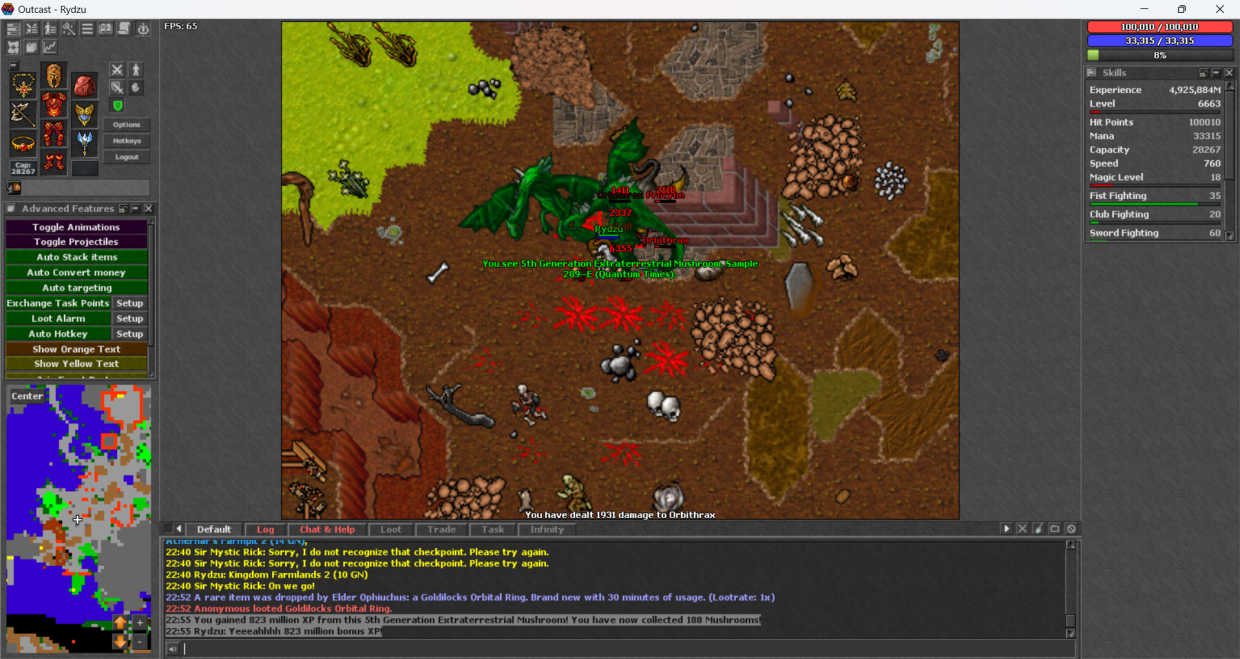 Outcast - Rydzu
FPS: 65
100,010 / 100,010
33,315 / 33,315
8%
Skills
Experience 4,925,884M
Level 6663
Hit Points 100010
Mana 33315
Capacity 28267
Speed 760
Magic Level 18
Fist Fighting 35
Club Fighting 20
Sword Fighting 60
Options
Hotkeys
Logout
Cap:
28267
Advanced Features
Toggle Animations
Toggle Projectiles
Auto Stack items
Auto Convert money
Auto targeting
Exchange Task Points Setup
Loot Alarm Setup
Auto Hotkey Setup
Show Orange Text
Show Yellow Text
Center
2337
Rydzu
Orbithrax
6355
You see 5th Generation Extraterrestrial Mushroom, Sample
289-E (Quantum Times).
You have dealt 1931 damage to Orbithrax
Default Log Chat & Help Loot Trade Task Infinity
22:40 Sir Mystic Rick: Sorry, I do not recognize that checkpoint. Please try again.
22:40 Sir Mystic Rick: Sorry, I do not recognize that checkpoint. Please try again.
22:40 Rydzu: Kingdom Farmlands 2 (10 GN)
22:40 Sir Mystic Rick: On we go!
22:52 A rare item was dropped by Elder Ophiuchus: a Goldilocks Orbital Ring. Brand new with 30 minutes of usage. (Lootrate: 1x)
22:52 Anonymous looted Goldilocks Orbital Ring.
22:55 You gained 823 million XP from this 5th Generation Extraterrestrial Mushroom! You have now collected 188 Mushrooms!
22:55 Rydzu: Yeeeahhhh 823 million bonus XP!